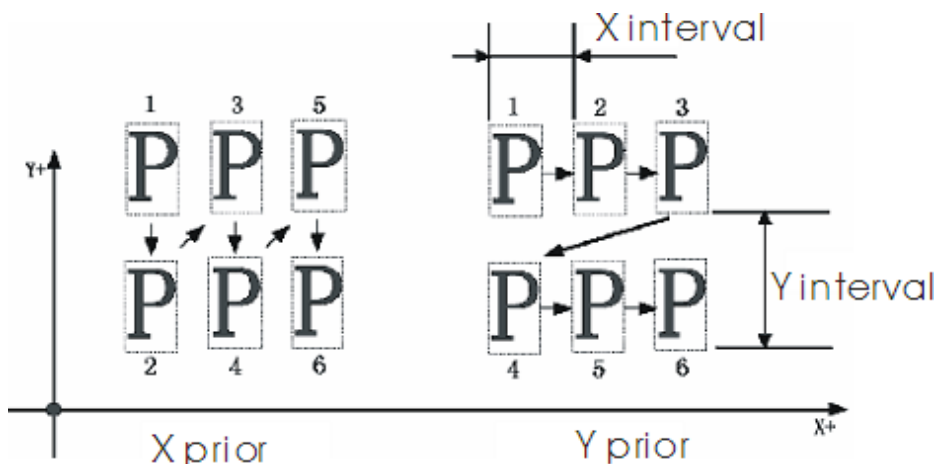 X interval
1 3 5 1 2 3
P P P P P P
Y+
P P P P P P
Y interval
2 4 6 4 5 6
X+
X prior Y prior